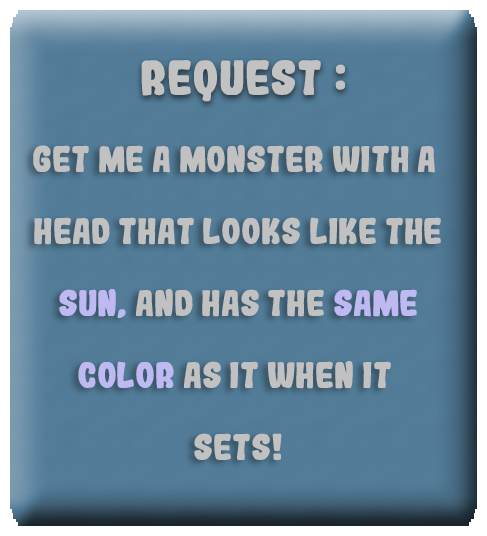 REQUEST :
GET ME A MONSTER WITH A
HEAD THAT LOOKS LIKE THE
SUN, AND HAS THE SAME
COLOR AS IT WHEN IT
SETS!